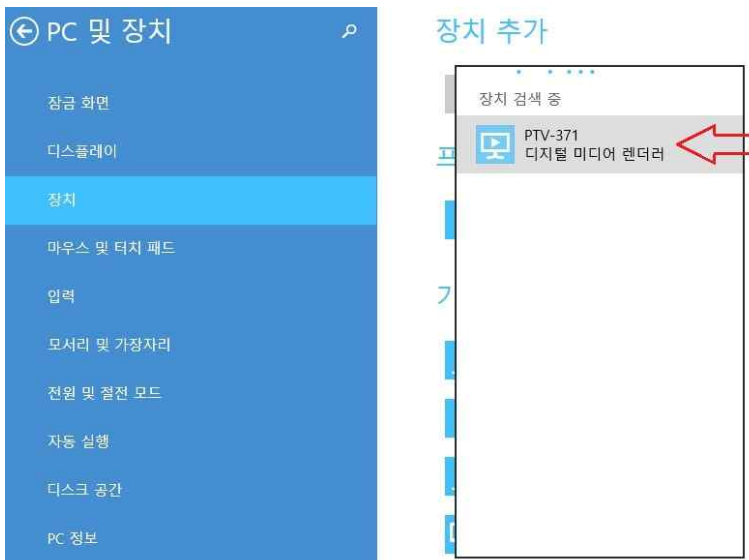 PC 및 장치
잠금 화면
디스플레이
장치
마우스 및 터치 패드
입력
모서리 및 가장자리
전원 및 절전 모드
자동 실행
디스크 공간
PC 정보
장치 추가
장치 검색 중
PTV-371
디지털 미디어 렌더러
프
기